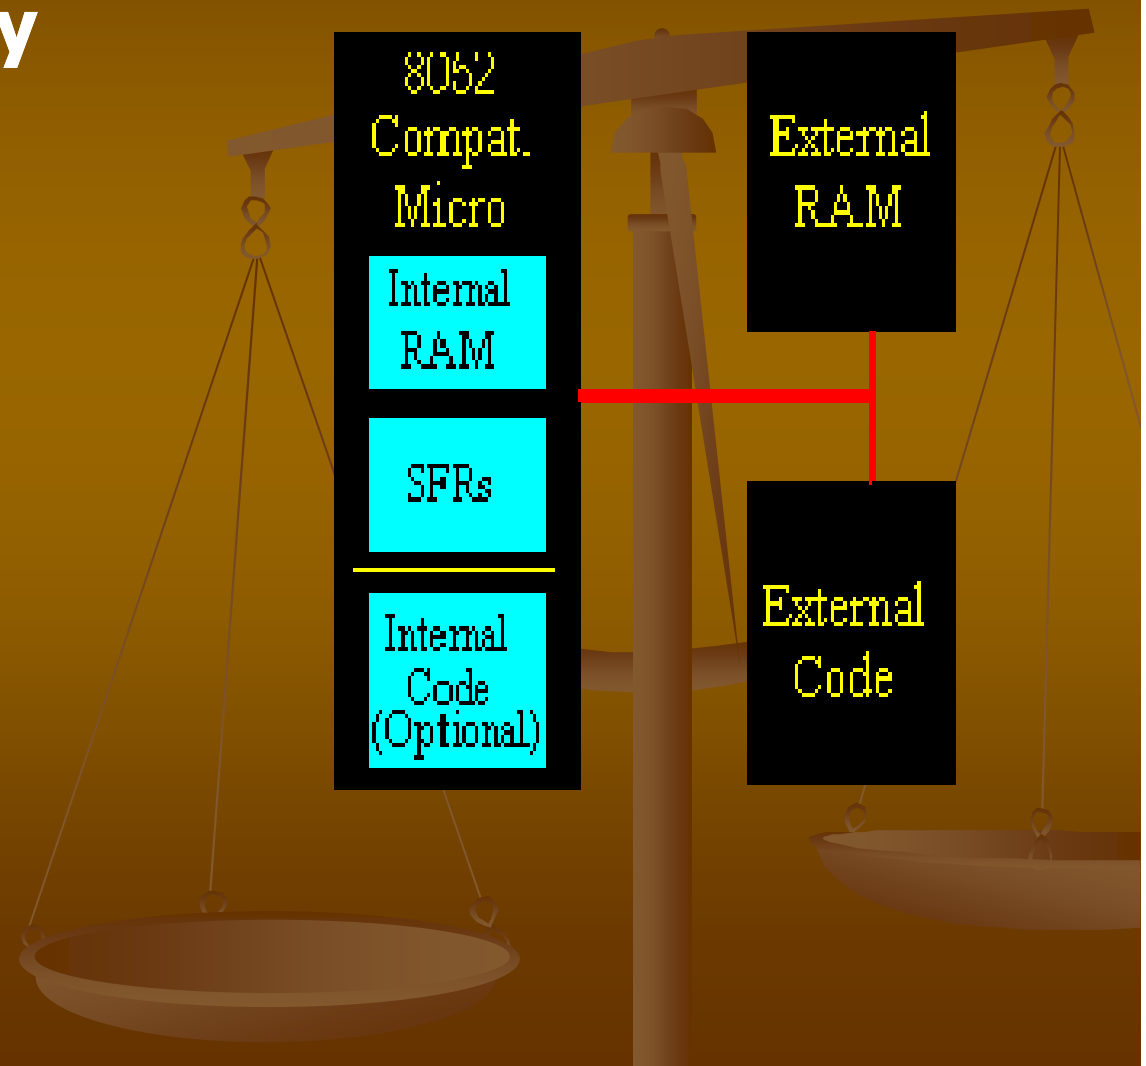 y
8052
Compat.
Micro
Internal
RAM
SFRs
Internal
Code
(Optional)
External
RAM
External
Code